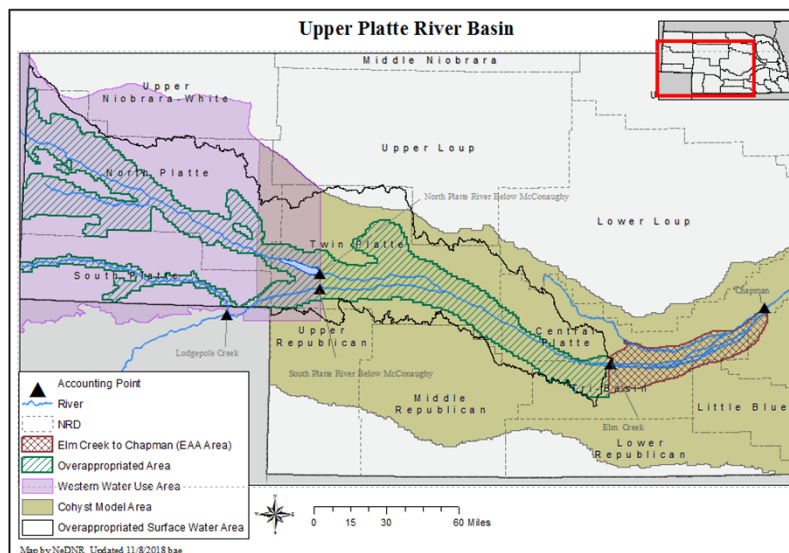 Upper Platte River Basin
U
Middle Niobrara
Upper
Niobrara-White
Upper Loup
North Platte
North Platte River Below McConaughy
Lower Loup
Twin Platte
South Platte
Chapman
Upper
Republican
Central
Platte
Lodgepole Creek
South Platte River Below McConaughy
Tri-Basin
Middle
Republican
Little Blue
Elm Creek
Lower
Republican
Accounting Point
River
NRD
Elm Creek to Chapman (EAA Area)
Overappropriated Area
Western Water Use Area
Cohyst Model Area
Overappropriated Surface Water Area
0 15 30 60 Miles
Map by NeDNR Updated 11/8/2018 bae